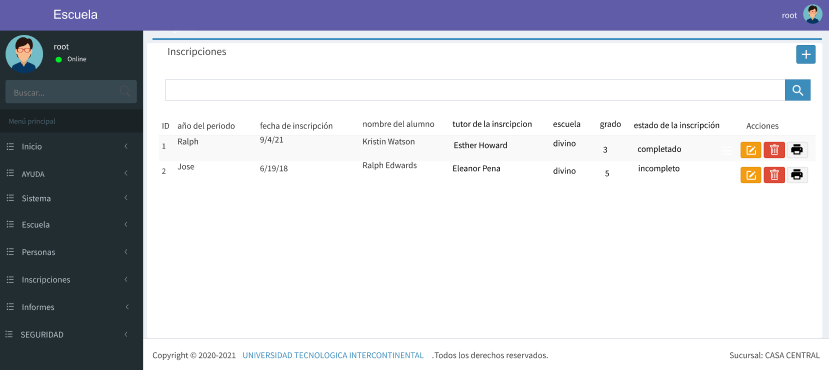 Escuela
root
root
Online
Buscar...
Menú principal
Inicio
AYUDA
Sistema
Escuela
Personas
Inscripciones
Informes
SEGURIDAD
Inscripciones
+
ID año del periodo fecha de inscripción nombre del alumno tutor de la insrcipcion escuela grado estado de la inscripción Acciones
1 Ralph 9/4/21 Kristin Watson Esther Howard divino 3 completado
2 Jose 6/19/18 Ralph Edwards Eleanor Pena divino 5 incompleto
Copyright © 2020-2021 UNIVERSIDAD TECNOLOGICA INTERCONTINENTAL .Todos los derechos reservados. Sucursal: CASA CENTRAL